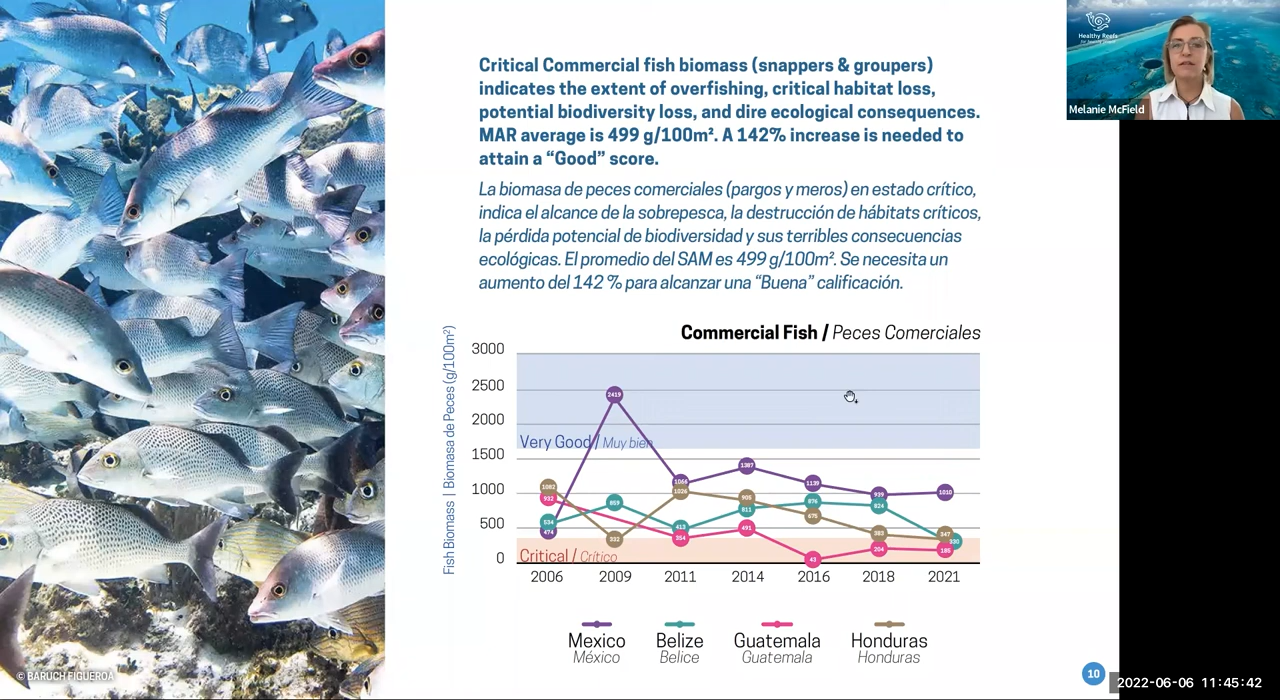 Critical Commercial fish biomass (snappers & groupers)
indicates the extent of overfishing, critical habitat loss,
potential biodiversity loss, and dire ecological consequences.
MAR average is 499 g/100m². A 142% increase is needed to
attain a “Good” score.
La biomasa de peces comerciales (pargos y meros) en estado crítico,
indica el alcance de la sobrepesca, la destrucción de hábitats críticos,
la pérdida potencial de biodiversidad y sus terribles consecuencias
ecológicas. El promedio del SAM es 499 g/100m². Se necesita un
aumento del 142 % para alcanzar una “Buena” calificación.
Healthy Reefs
for healthy people
Melanie McField
Commercial Fish / Peces Comerciales
Fish Biomass | Biomasa de Peces (g/100m²)
3000
2500
2000
1500
1000
500
0
Very Good / Muy bien
Critical / Crítico
2419
1082
932
534
474
859
332
1066
1026
413
354
1387
905
811
491
1139
876
675
43
939
824
383
204
1010
347
330
185
2006 2009 2011 2014 2016 2018 2021
Mexico Belize Guatemala Honduras
México Belice Guatemala Honduras
© BARUCH FIGUEROA
10
2022-06-06 11:45:42